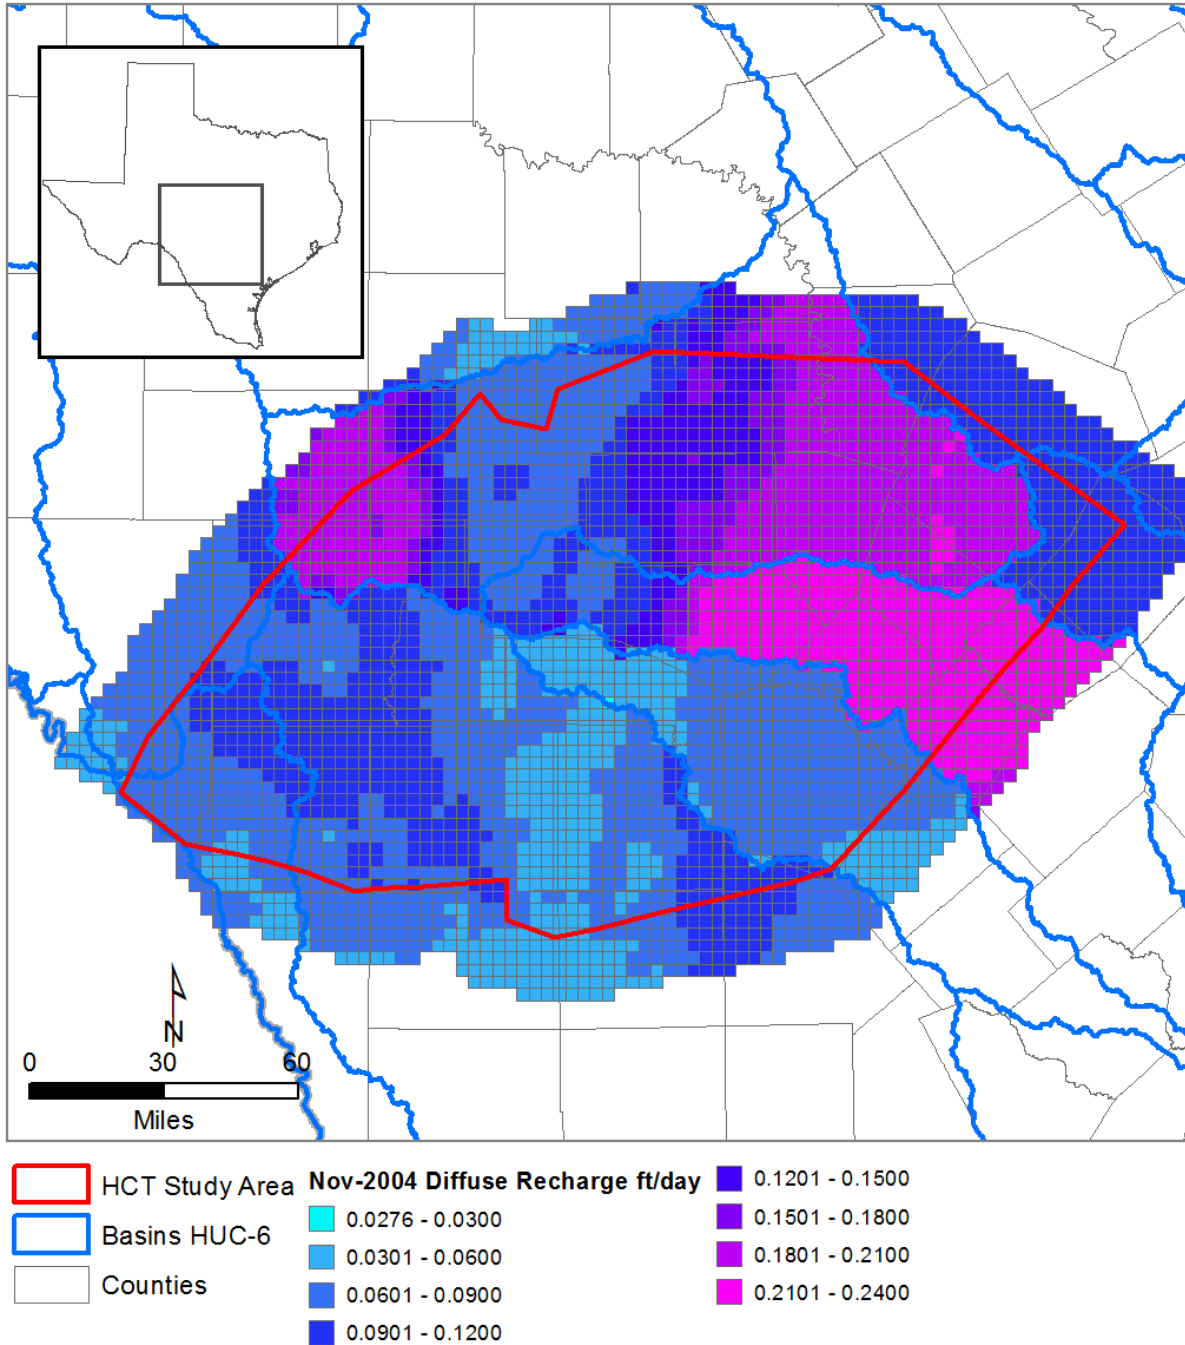 N
0 30 60
Miles
HCT Study Area
Basins HUC-6
Counties
Nov-2004 Diffuse Recharge ft/day
0.0276 - 0.0300
0.0301 - 0.0600
0.0601 - 0.0900
0.0901 - 0.1200
0.1201 - 0.1500
0.1501 - 0.1800
0.1801 - 0.2100
0.2101 - 0.2400